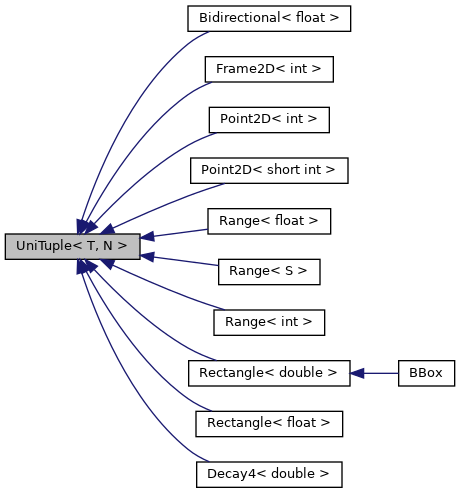 Bidirectional< float >
Frame2D< int >
Point2D< int >
Point2D< short int >
Range< float >
UniTuple< T, N >
Range< S >
Range< int >
Rectangle< double >
BBox
Rectangle< float >
Decay4< double >